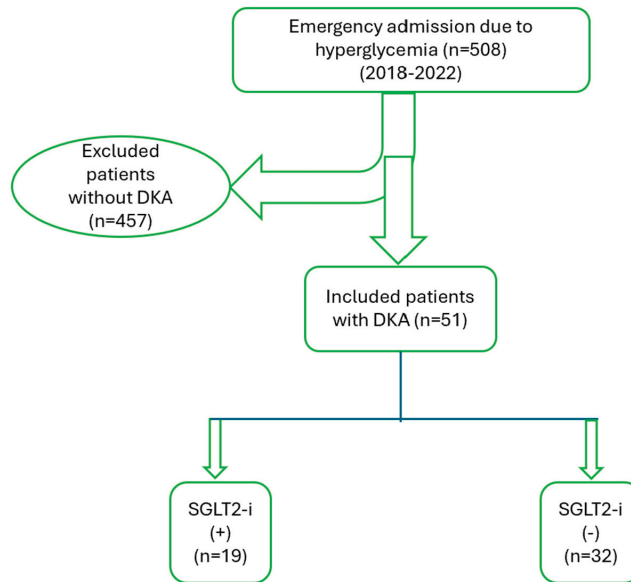 Emergency admission due to
hyperglycemia (n=508)
(2018-2022)
Excluded
patients
without DKA
(n=457)
Included patients
with DKA (n=51)
SGLT2-i
(+)
(n=19)
SGLT2-i
(-)
(n=32)